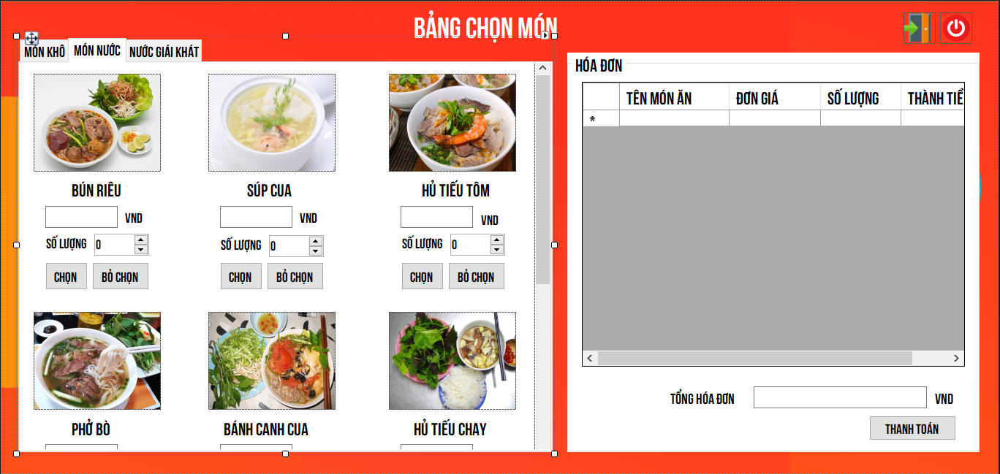 BẢNG CHỌN MÓN
MÓN KHÔ MÓN NƯỚC NƯỚC GIẢI KHÁT
BÚN RIÊU SÚP CUA HỦ TIẾU TÔM
VND VND VND
SỐ LƯỢNG 0 SỐ LƯỢNG 0 SỐ LƯỢNG 0
CHỌN BỎ CHỌN CHỌN BỎ CHỌN CHỌN BỎ CHỌN
PHỞ BÒ BÁNH CANH CUA HỦ TIẾU CHAY
HÓA ĐƠN
TÊN MÓN ĂN ĐƠN GIÁ SỐ LƯỢNG THÀNH TIỀ
*
TỔNG HÓA ĐƠN VND
THANH TOÁN